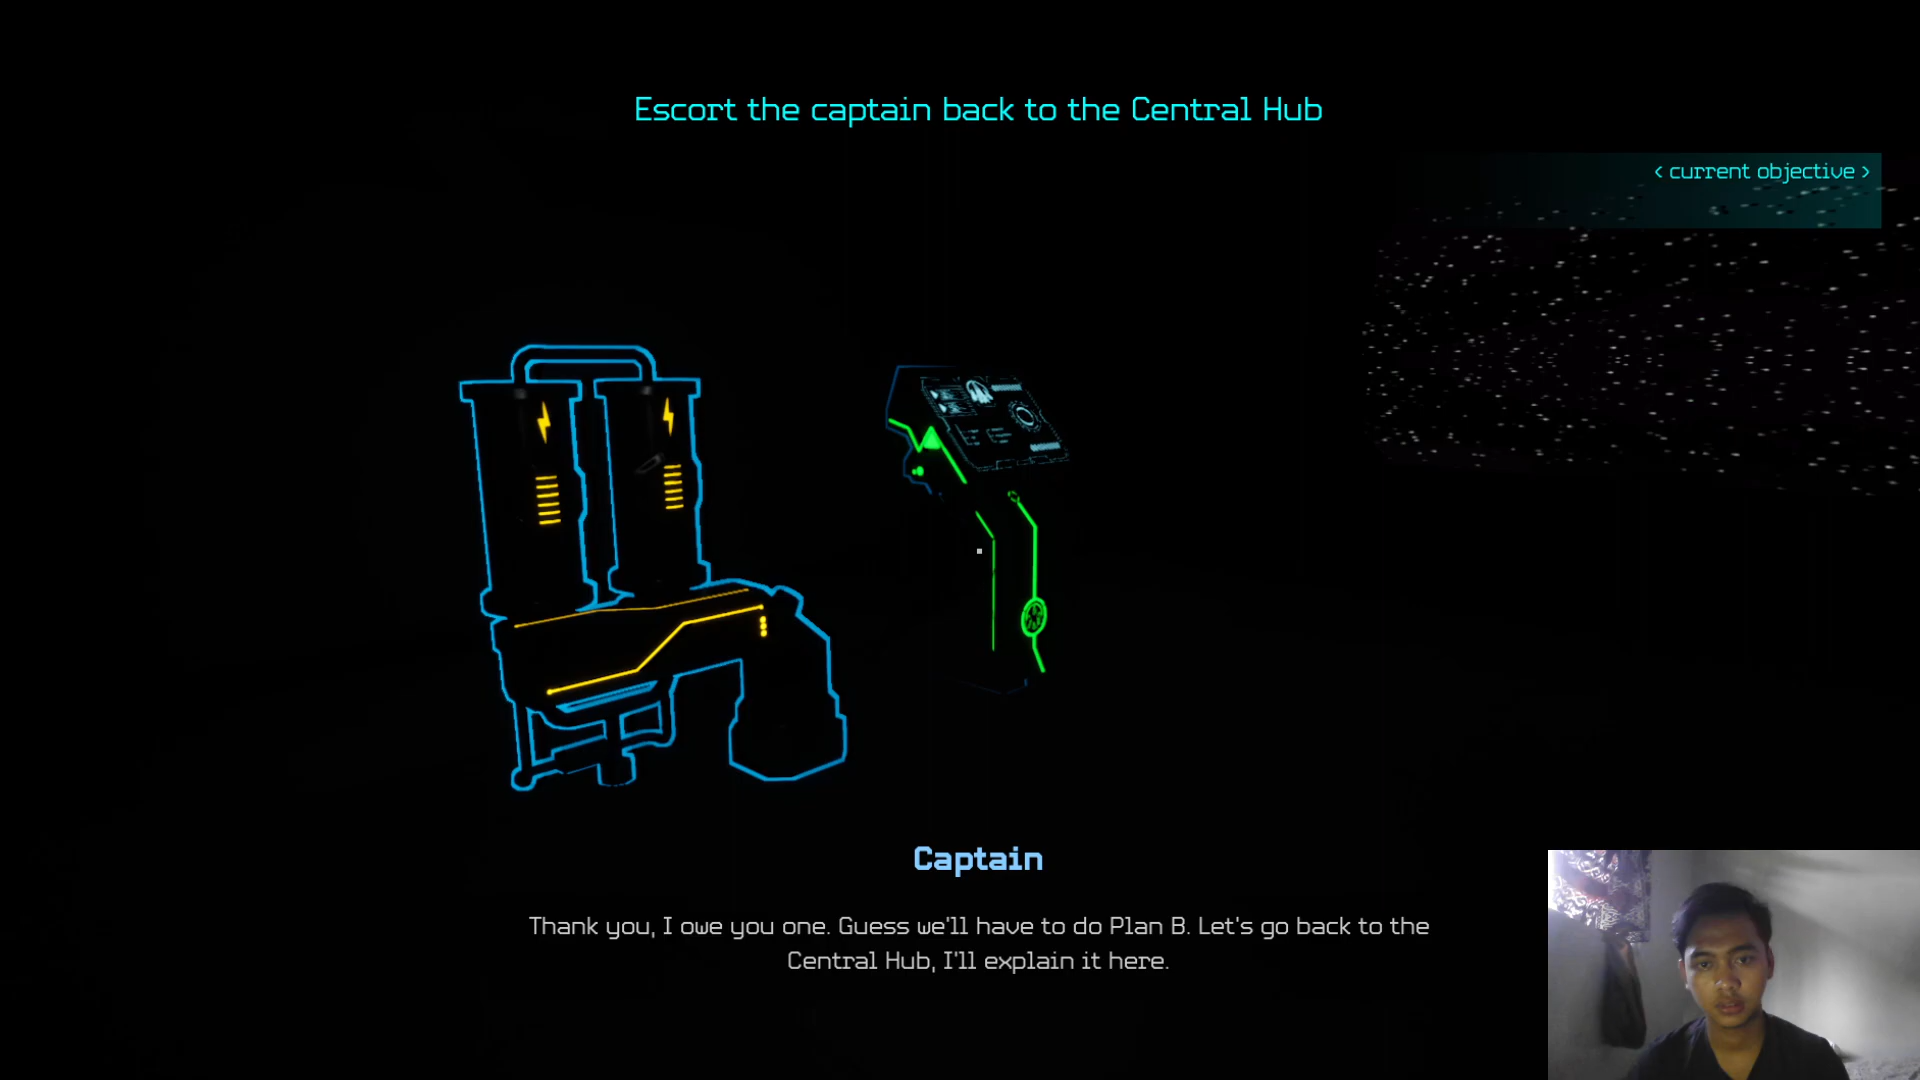 Escort the captain back to the Central Hub
< current objective >
Captain
Thank you, I owe you one. Guess we'll have to do Plan B. Let's go back to the
Central Hub, I'll explain it here.